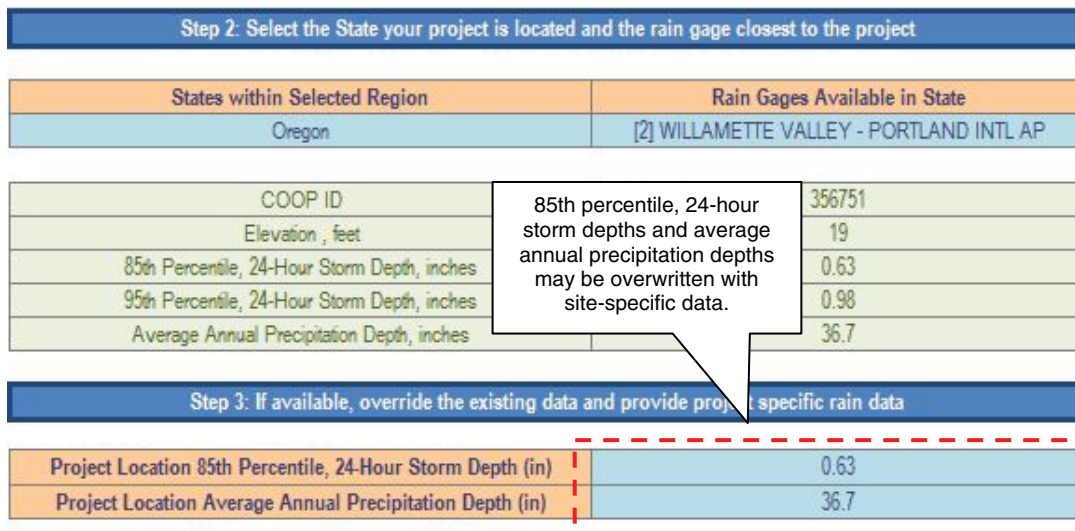 Step 2: Select the State your project is located and the rain gage closest to the project
States within Selected Region
Rain Gages Available in State
Oregon
[2] WILLAMETTE VALLEY - PORTLAND INTL AP
COOP ID
356751
Elevation , feet
19
85th Percentile, 24-Hour Storm Depth, inches
0.63
95th Percentile, 24-Hour Storm Depth, inches
0.98
Average Annual Precipitation Depth, inches
36.7
85th percentile, 24-hour
storm depths and average
annual precipitation depths
may be overwritten with
site-specific data.
Step 3: If available, override the existing data and provide project specific rain data
Project Location 85th Percentile, 24-Hour Storm Depth (in)
0.63
Project Location Average Annual Precipitation Depth (in)
36.7